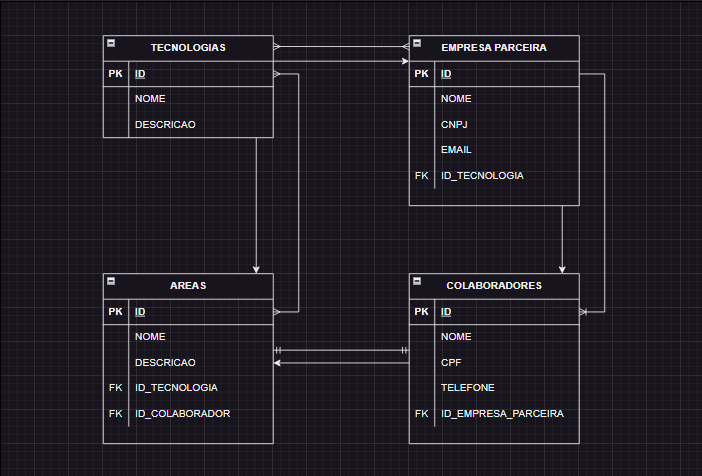 TECNOLOGIAS
PK ID
NOME
DESCRICAO
EMPRESA PARCEIRA
PK ID
NOME
CNPJ
EMAIL
FK ID_TECNOLOGIA
AREAS
PK ID
NOME
DESCRICAO
FK ID_TECNOLOGIA
FK ID_COLABORADOR
COLABORADORES
PK ID
NOME
CPF
TELEFONE
FK ID_EMPRESA_PARCEIRA